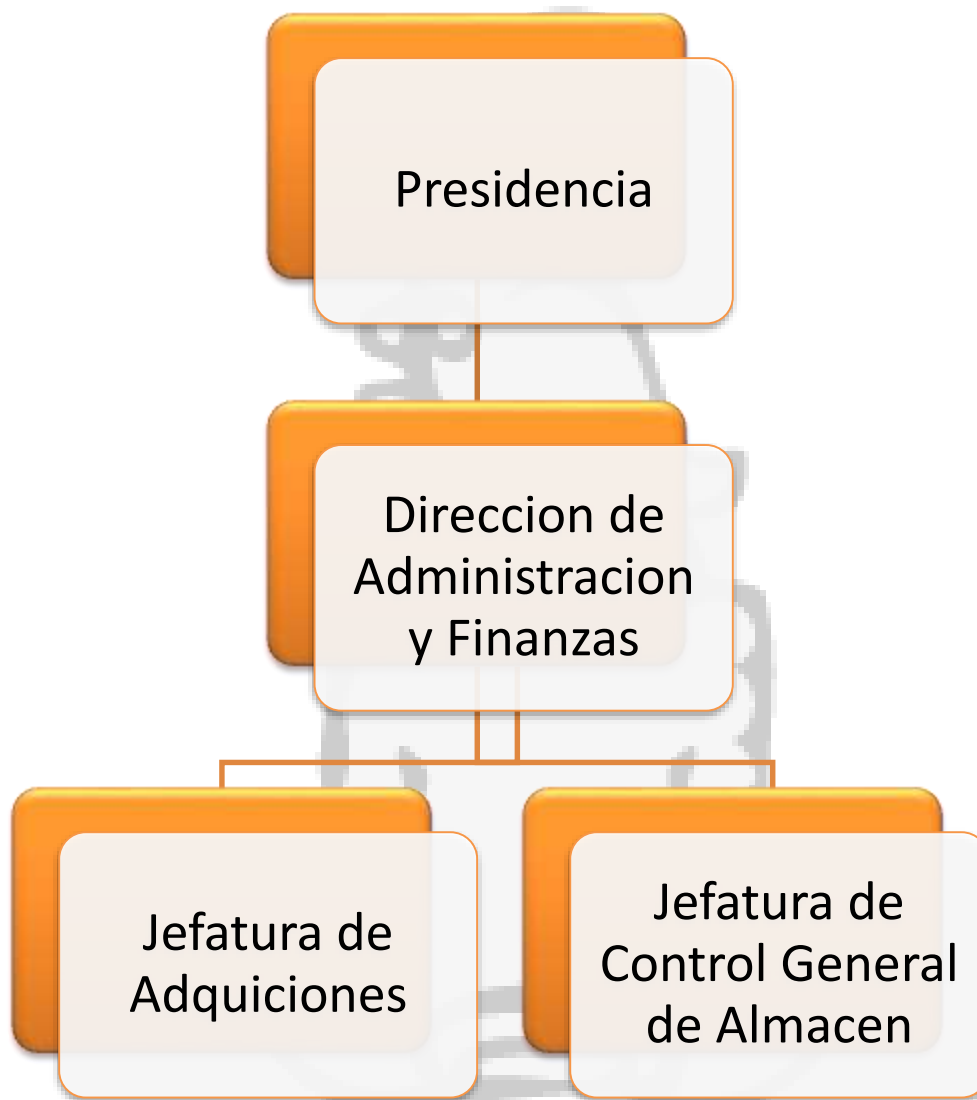 Presidencia
Direccion de
Administracion
y Finanzas
Jefatura de
Adquiciones
Jefatura de
Control General
de Almacen